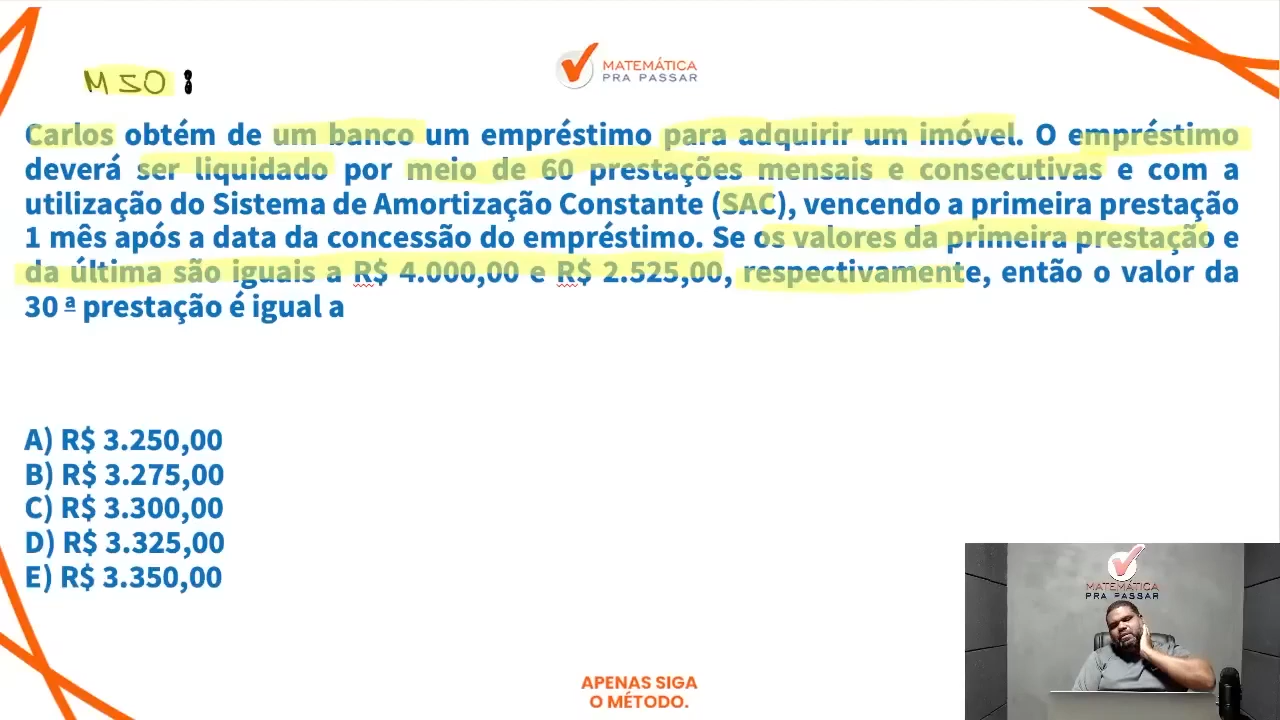 MATEMÁTICA
PRA PASSAR
MSO:
Carlos obtém de um banco um empréstimo para adquirir um imóvel. O empréstimo
deverá ser liquidado por meio de 60 prestações mensais e consecutivas e com a
utilização do Sistema de Amortização Constante (SAC), vencendo a primeira prestação
1 mês após a data da concessão do empréstimo. Se os valores da primeira prestação e
da última são iguais a R$ 4.000,00 e R$ 2.525,00, respectivamente, então o valor da
30 ª prestação é igual a
A) R$ 3.250,00
B) R$ 3.275,00
C) R$ 3.300,00
D) R$ 3.325,00
E) R$ 3.350,00
MATEMÁTICA
PRA PASSAR
APENAS SIGA
O MÉTODO.